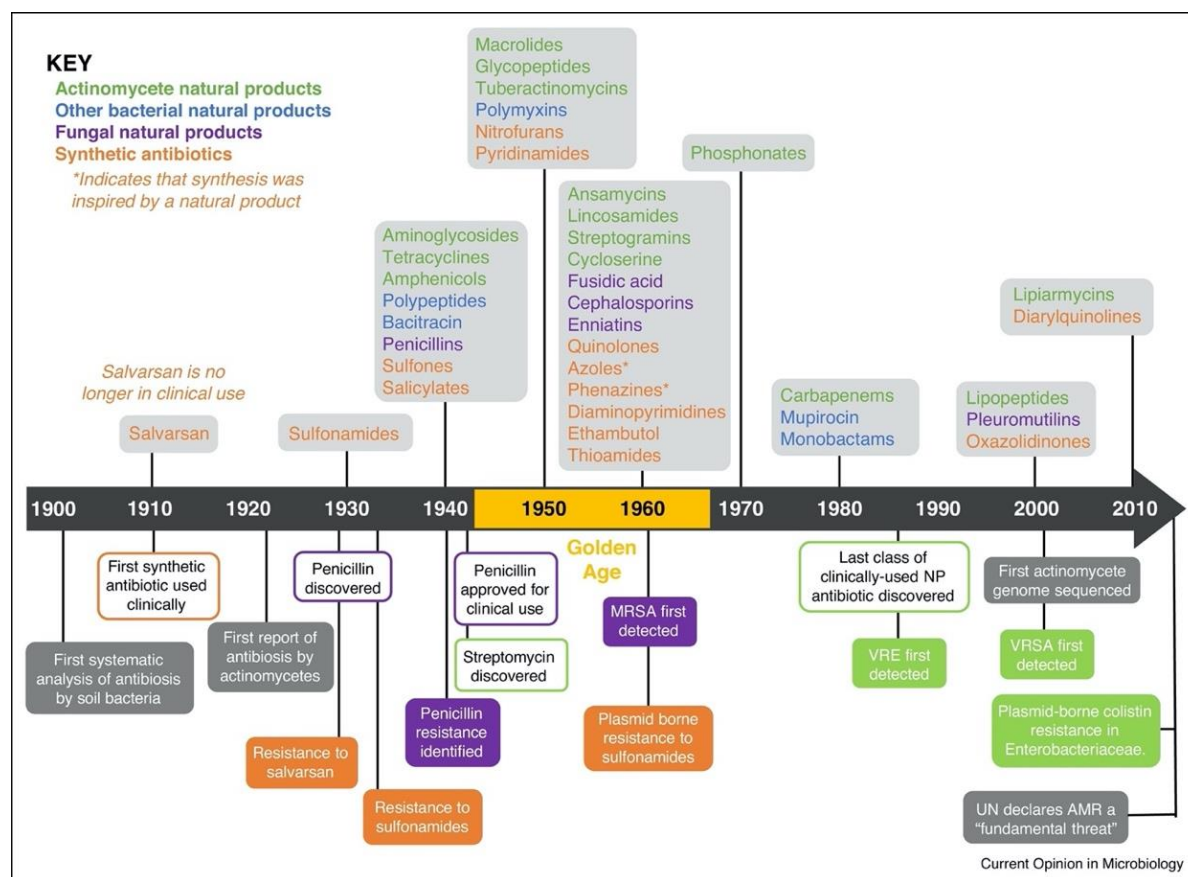 KEY
Actinomycete natural products
Other bacterial natural products
Fungal natural products
Synthetic antibiotics
*Indicates that synthesis was
inspired by a natural product
Salvarsan is no
longer in clinical use
Salvarsan
Sulfonamides
Aminoglycosides
Tetracyclines
Amphenicols
Polypeptides
Bacitracin
Penicillins
Sulfones
Salicylates
Macrolides
Glycopeptides
Tuberactinomycins
Polymyxins
Nitrofurans
Pyridinamides
Ansamycins
Lincosamides
Streptogramins
Cycloserine
Fusidic acid
Cephalosporins
Enniatins
Quinolones
Azoles*
Phenazines*
Diaminopyrimidines
Ethambutol
Thioamides
Phosphonates
Carbapenems
Mupirocin
Monobactams
Lipopeptides
Pleuromutilins
Oxazolidinones
Lipiarmycins
Diarylquinolines
1900 1910 1920 1930 1940 1950 1960 1970 1980 1990 2000 2010
Golden
Age
First systematic
analysis of antibiosis
by soil bacteria
First synthetic
antibiotic used
clinically
First report of
antibiosis by
actinomycetes
Penicillin
discovered
Resistance to
salvarsan
Resistance to
sulfonamides
Penicillin
resistance
identified
Penicillin
approved for
clinical use
Streptomycin
discovered
MRSA first
detected
Plasmid borne
resistance to
sulfonamides
Last class of
clinically-used NP
antibiotic discovered
VRE first
detected
First actinomycete
genome sequenced
VRSA first
detected
Plasmid-borne colistin
resistance in
Enterobacteriaceae.
UN declares AMR a
“fundamental threat”
Current Opinion in Microbiology